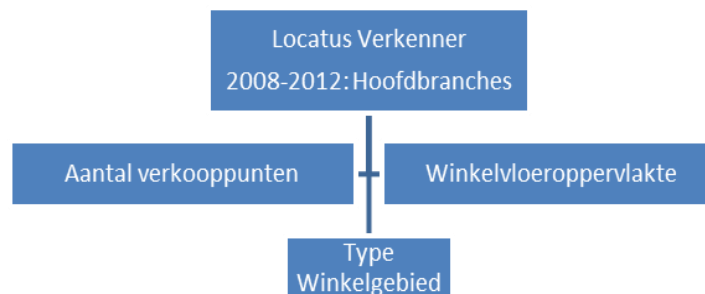 Locatus Verkenner
2008-2012: Hoofdbranches
Aantal verkooppunten
Winkelvloeroppervlakte
Type
Winkelgebied